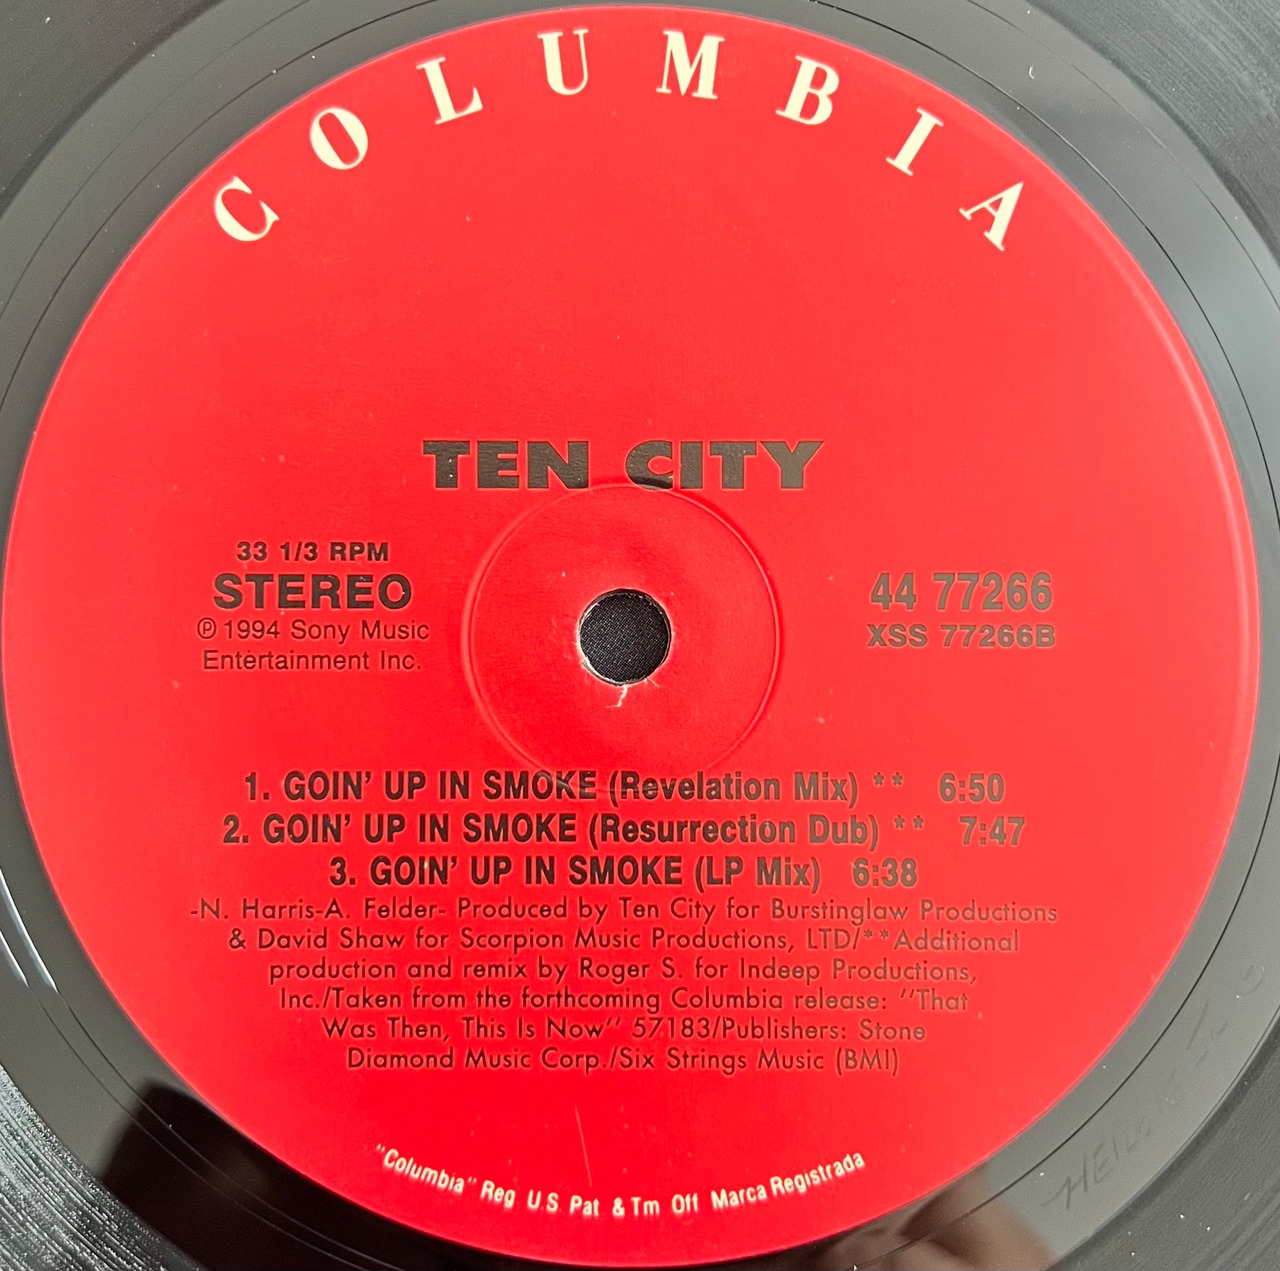 COLUMBIA
TEN CITY
33 1/3 RPM
STEREO
℗ 1994 Sony Music
Entertainment Inc.
44 77266
XSS 77266B
1. GOIN' UP IN SMOKE (Revelation Mix) ** 6:50
2. GOIN' UP IN SMOKE (Resurrection Dub) ** 7:47
3. GOIN' UP IN SMOKE (LP Mix) 6:38
-N. Harris-A. Felder- Produced by Ten City for Burstinglaw Productions
& David Shaw for Scorpion Music Productions, LTD/**Additional
production and remix by Roger S. for Indeep Productions,
Inc./Taken from the forthcoming Columbia release: "That
Was Then, This Is Now" 57183/Publishers: Stone
Diamond Music Corp./Six Strings Music (BMI)
"Columbia" Reg U.S. Pat & Tm Off Marca Registrada